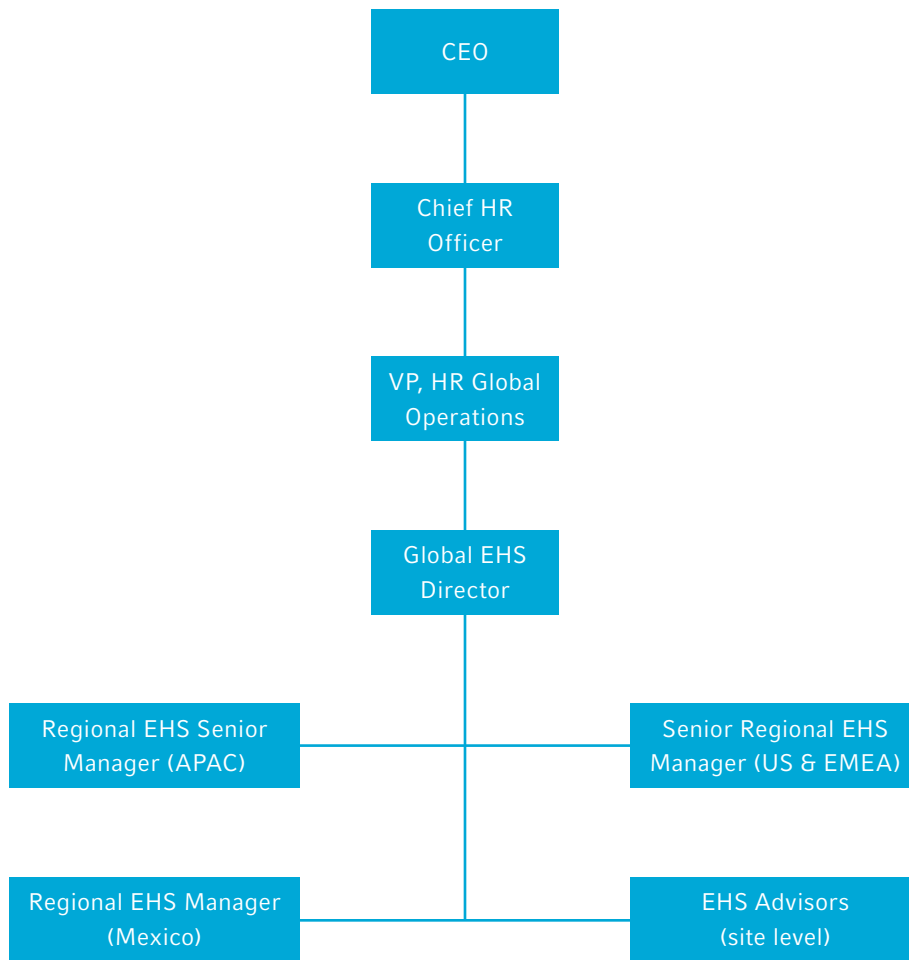 CEO
Chief HR
Officer
VP, HR Global
Operations
Global EHS
Director
Regional EHS Senior
Manager (APAC)
Senior Regional EHS
Manager (US & EMEA)
Regional EHS Manager
(Mexico)
EHS Advisors
(site level)